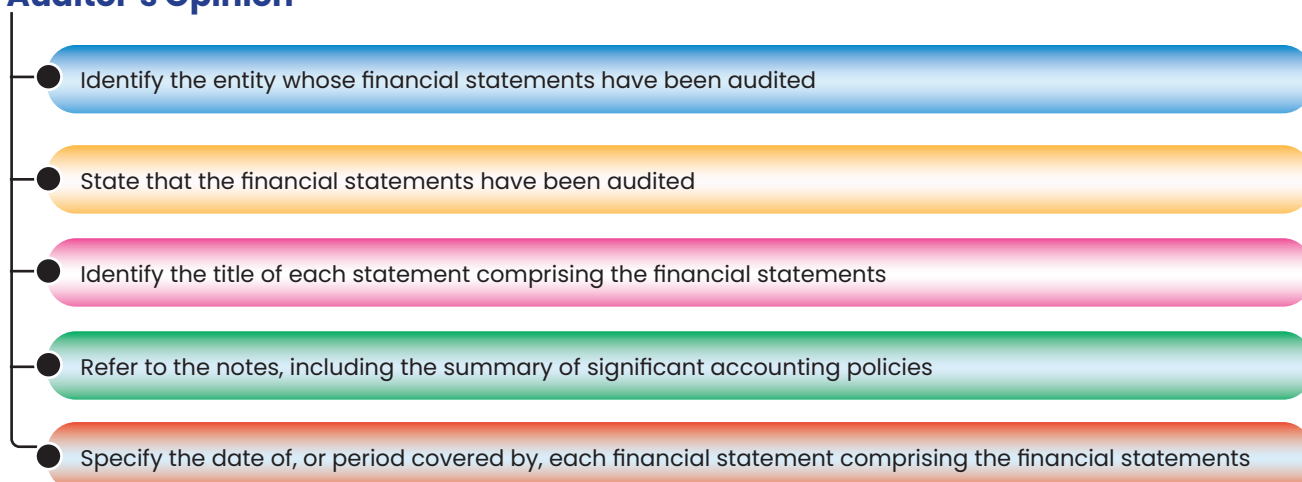 Auditor's Opinion
Identify the entity whose financial statements have been audited
State that the financial statements have been audited
Identify the title of each statement comprising the financial statements
Refer to the notes, including the summary of significant accounting policies
Specify the date of, or period covered by, each financial statement comprising the financial statements